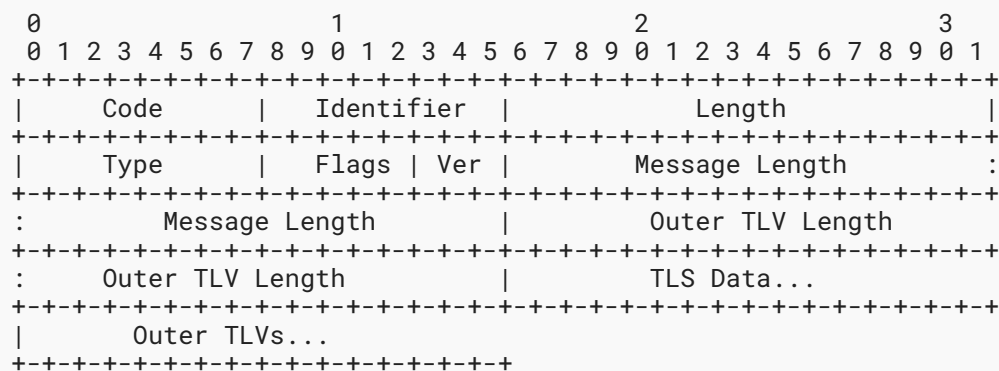 0                   1                   2                   3
 0 1 2 3 4 5 6 7 8 9 0 1 2 3 4 5 6 7 8 9 0 1 2 3 4 5 6 7 8 9 0 1
+-+-+-+-+-+-+-+-+-+-+-+-+-+-+-+-+-+-+-+-+-+-+-+-+-+-+-+-+-+-+-+-+
|     Code      |   Identifier  |            Length             |
+-+-+-+-+-+-+-+-+-+-+-+-+-+-+-+-+-+-+-+-+-+-+-+-+-+-+-+-+-+-+-+-+
|     Type      |   Flags | Ver |        Message Length         :
+-+-+-+-+-+-+-+-+-+-+-+-+-+-+-+-+-+-+-+-+-+-+-+-+-+-+-+-+-+-+-+-+
:         Message Length        |         Outer TLV Length
+-+-+-+-+-+-+-+-+-+-+-+-+-+-+-+-+-+-+-+-+-+-+-+-+-+-+-+-+-+-+-+-+
:     Outer TLV Length          |         TLS Data...
+-+-+-+-+-+-+-+-+-+-+-+-+-+-+-+-+-+-+-+-+-+-+-+-+-+-+-+-+-+-+-+-+
|       Outer TLVs...
+-+-+-+-+-+-+-+-+-+-+-+-+-+-+-+-+